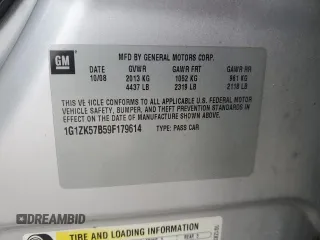 GM
MFD BY GENERAL MOTORS CORP.
DATE GVWR GAWR FRT GAWR RR
10/08 2013 KG 1052 KG 961 KG
4437 LB 2319 LB 2118 LB
THIS VEHICLE CONFORMS TO ALL APPLICABLE U.S. FEDERAL MOTOR
VEHICLE SAFETY, BUMPER, AND THEFT PREVENTION STANDARDS
IN EFFECT ON THE DATE OF MANUFACTURE SHOWN ABOVE.
1G1ZK57B59F179614 TYPE: PASS CAR
TIRE AND LOADING INFORMATION
DREAMBID